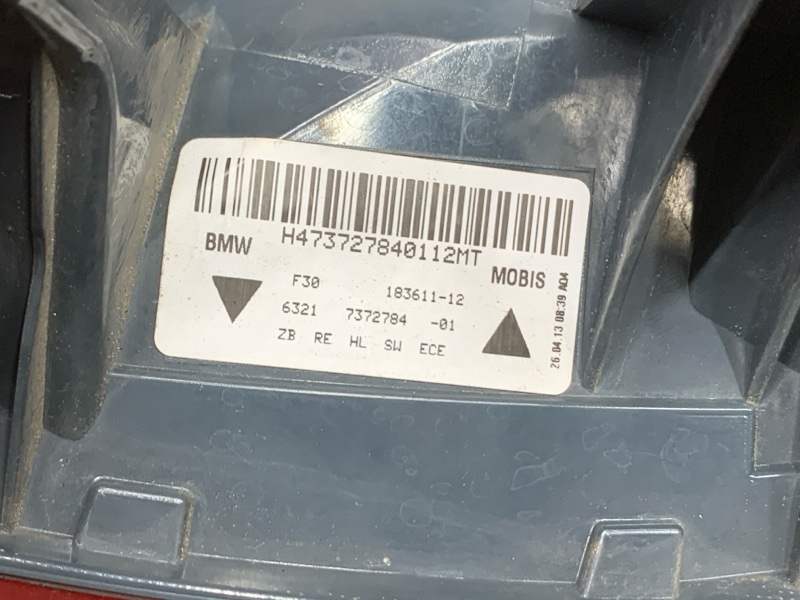 H473727840112MT
BMW MOBIS
F30 183611-12
6321 7372784 -01
ZB RE HL SW ECE
26.04.13 08:39 A04